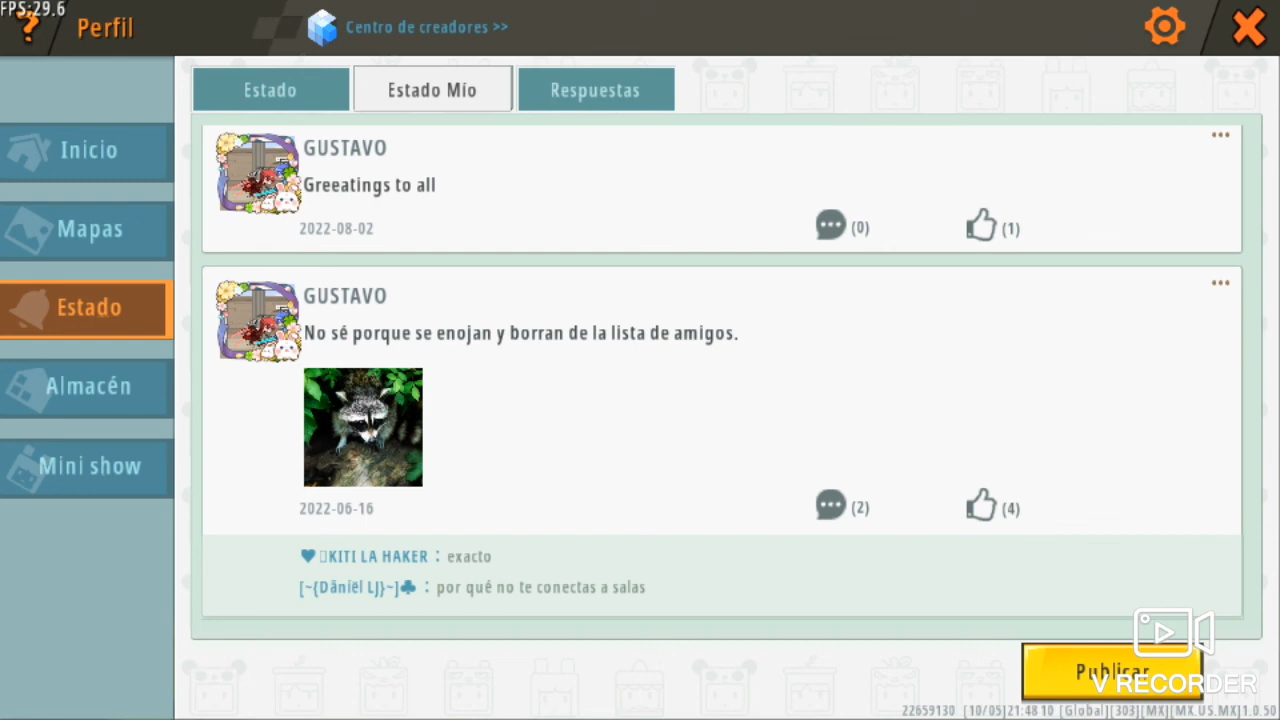 FPS:29.6
?
Perfil
Centro de creadores >>
Estado
Estado Mío
Respuestas
Inicio
Mapas
Estado
Almacén
Mini show
GUSTAVO
Greeatings to all
2022-08-02
(0)
(1)
GUSTAVO
No sé porque se enojan y borran de la lista de amigos.
2022-06-16
(2)
(4)
♥ KITI LA HAKER : exacto
[~{Dâníël LJ}~]♣ : por qué no te conectas a salas
Publicar
V RECORDER
22659130 [10/05]21:48 10 [Global][303][MX][MX.US.MX]1.0.50